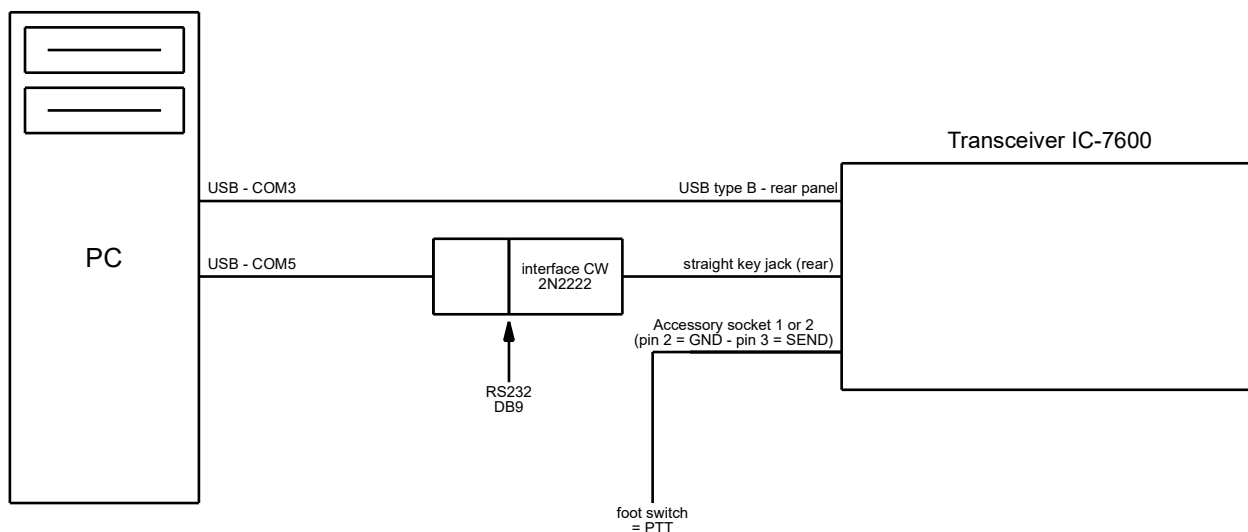 Transceiver IC-7600
USB - COM3
USB type B - rear panel
PC
USB - COM5
interface CW
2N2222
straight key jack (rear)
Accessory socket 1 or 2
(pin 2 = GND - pin 3 = SEND)
RS232
DB9
foot switch
= PTT